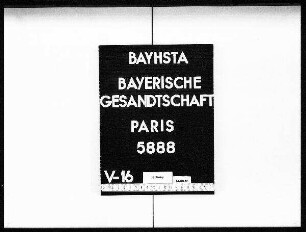 BAYHSTA
BAYERISCHE
GESANDTSCHAFT
PARIS
5888
V-16